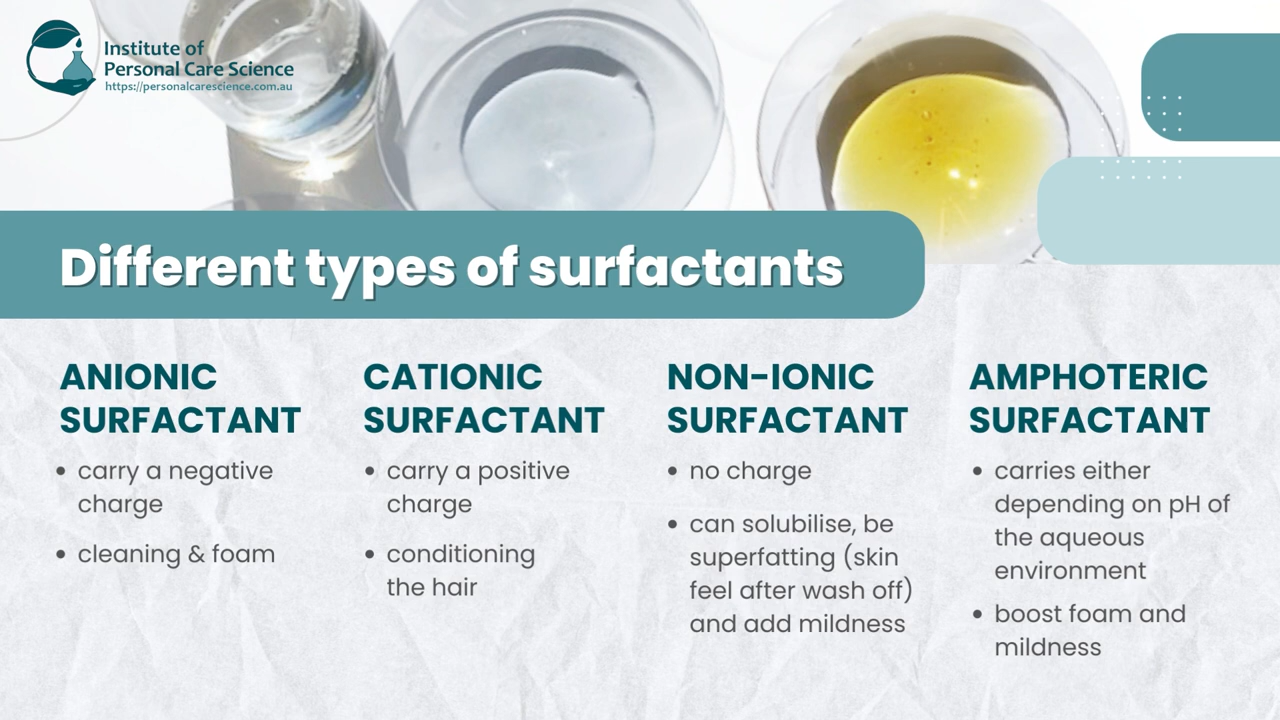 Institute of
Personal Care Science
https://personalcarescience.com.au
Different types of surfactants
ANIONIC
SURFACTANT
• carry a negative
charge
• cleaning & foam
CATIONIC
SURFACTANT
• carry a positive
charge
• conditioning
the hair
NON-IONIC
SURFACTANT
• no charge
• can solubilise, be
superfatting (skin
feel after wash off)
and add mildness
AMPHOTERIC
SURFACTANT
• carries either
depending on pH of
the aqueous
environment
• boost foam and
mildness